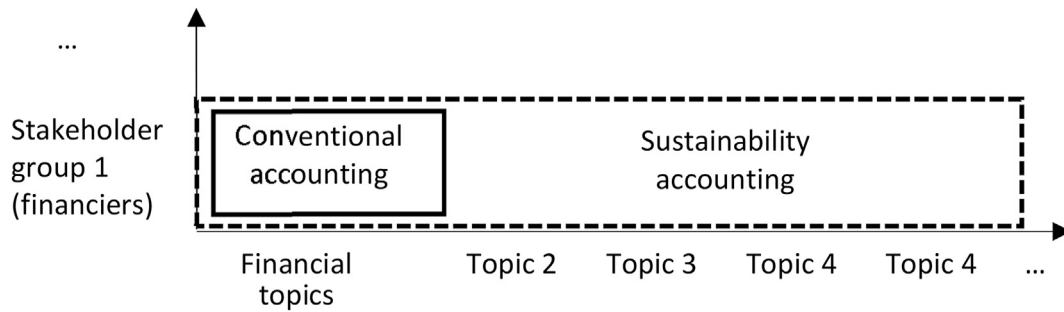 ...
Stakeholder
group 1
(financiers)
Conventional
accounting
Sustainability
accounting
Financial
topics
Topic 2
Topic 3
Topic 4
Topic 4
...